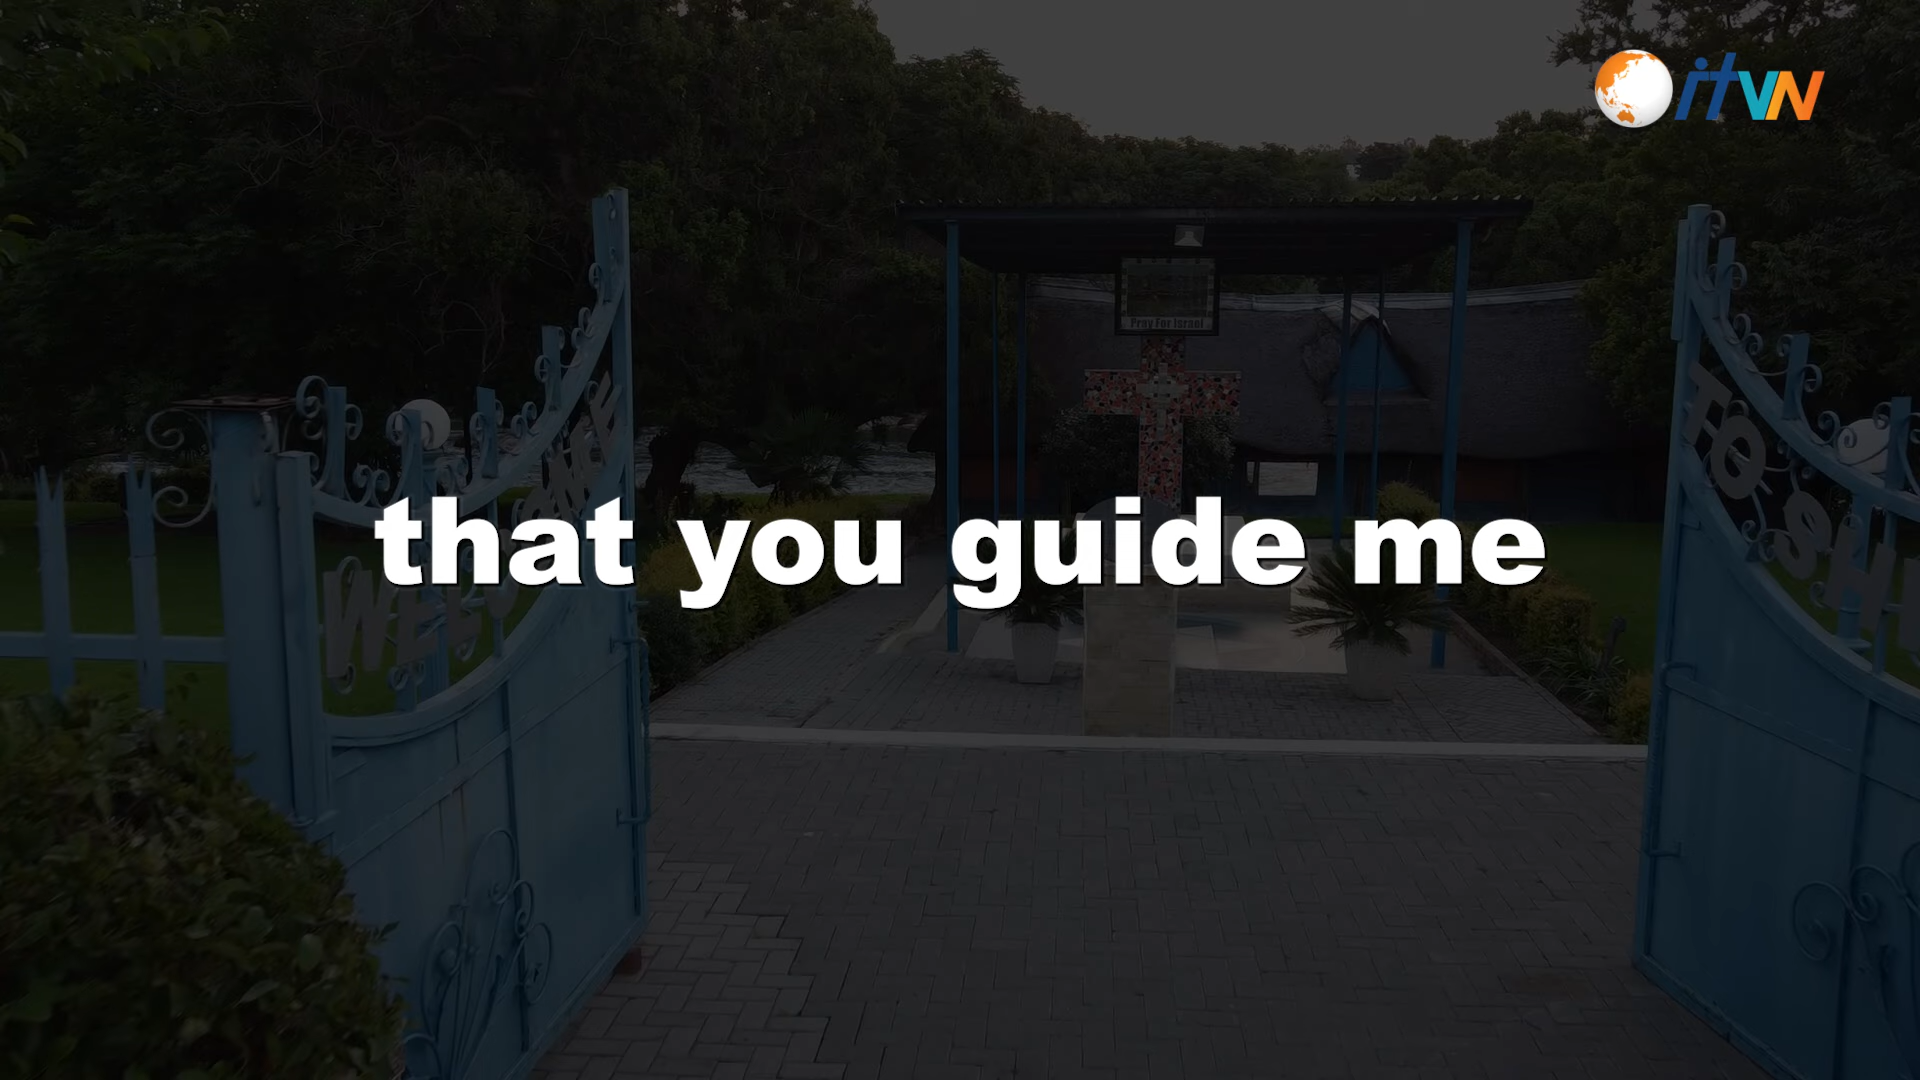 itVN
Pray For Israel
that you guide me
WELCOME
TO SH